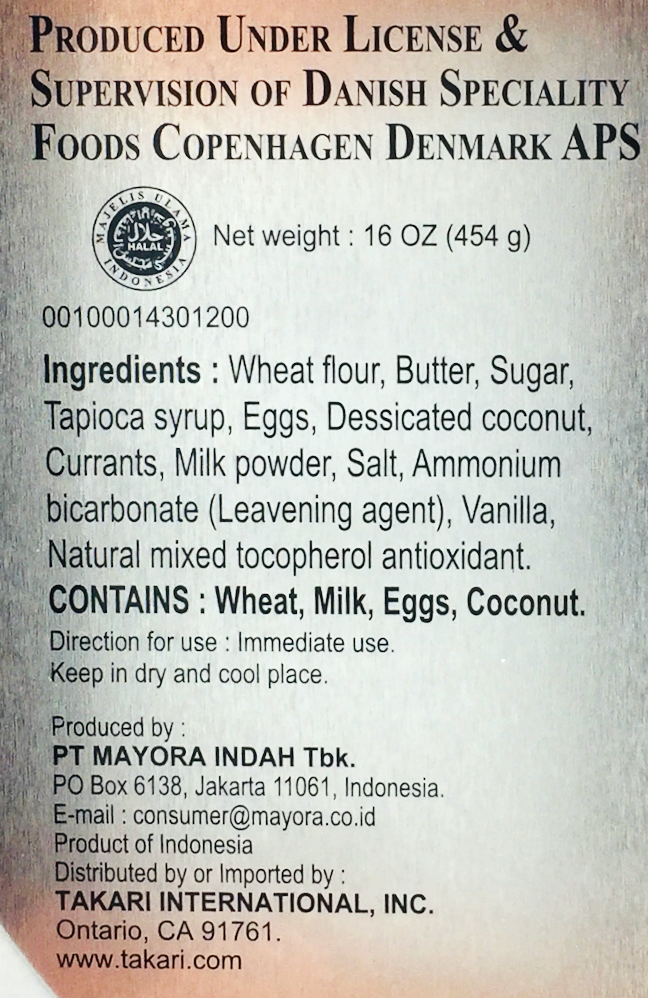 PRODUCED UNDER LICENSE &
SUPERVISION OF DANISH SPECIALITY
FOODS COPENHAGEN DENMARK APS
MAJELIS ULAMA
حلال
HALAL
INDONESIA
Net weight : 16 OZ (454 g)
00100014301200
Ingredients : Wheat flour, Butter, Sugar,
Tapioca syrup, Eggs, Dessicated coconut,
Currants, Milk powder, Salt, Ammonium
bicarbonate (Leavening agent), Vanilla,
Natural mixed tocopherol antioxidant.
CONTAINS : Wheat, Milk, Eggs, Coconut.
Direction for use : Immediate use.
Keep in dry and cool place.
Produced by :
PT MAYORA INDAH Tbk.
PO Box 6138, Jakarta 11061, Indonesia.
E-mail : consumer@mayora.co.id
Product of Indonesia
Distributed by or Imported by :
TAKARI INTERNATIONAL, INC.
Ontario, CA 91761.
www.takari.com